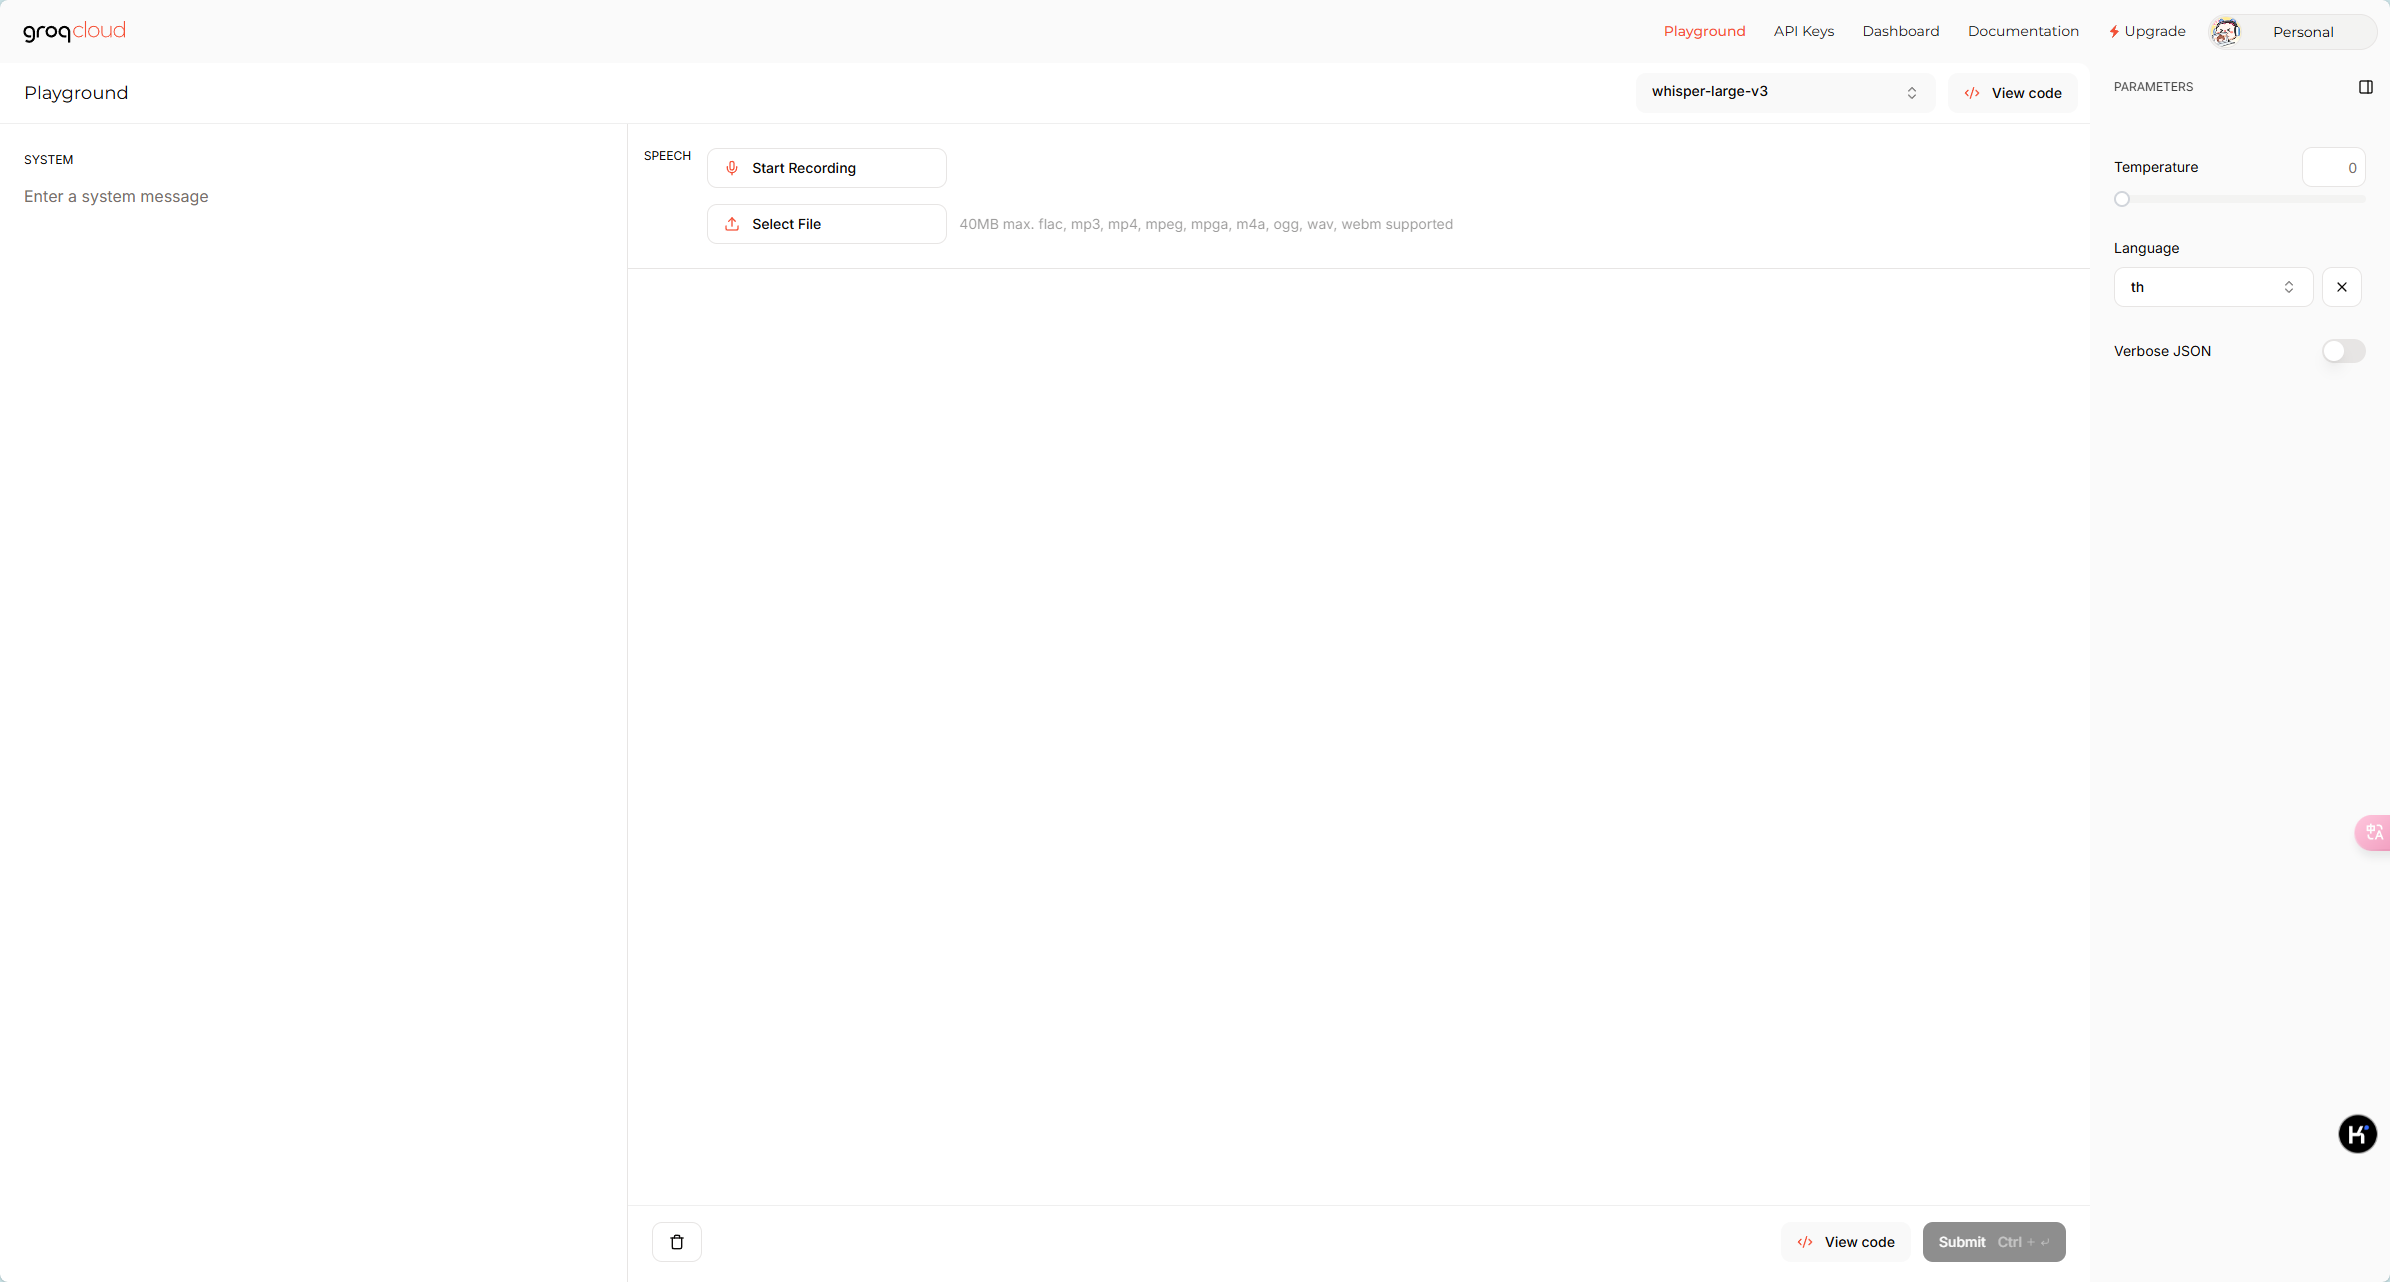 groqcloud
Playground
API Keys
Dashboard
Documentation
Upgrade
Personal
Playground
whisper-large-v3
View code
PARAMETERS
SYSTEM
Enter a system message
SPEECH
Start Recording
Select File
40MB max. flac, mp3, mp4, mpeg, mpga, m4a, ogg, wav, webm supported
Temperature
0
Language
th
Verbose JSON
中A
K
View code
Submit Ctrl + ↵